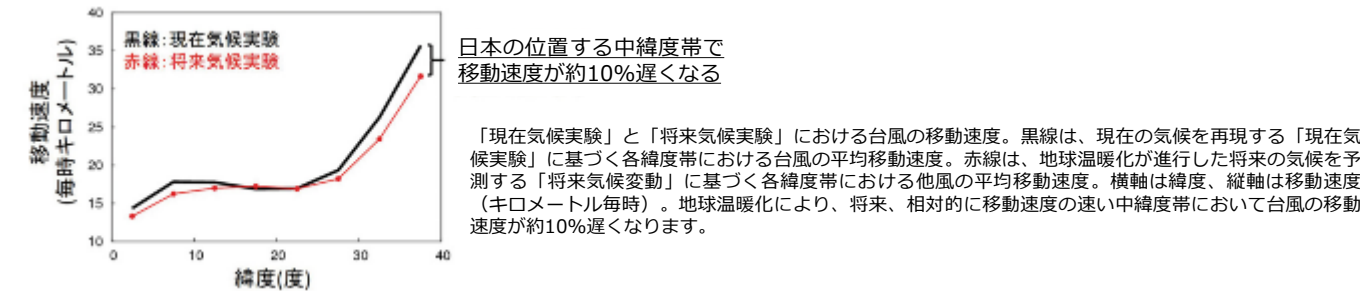 40
35
30
25
20
15
10
0
10
20
30
40
移動速度
(毎時キロメートル)
緯度(度)
黒線:現在気候実験
赤線:将来気候実験
日本の位置する中緯度帯で
移動速度が約10%遅くなる
「現在気候実験」と「将来気候実験」における台風の移動速度。黒線は、現在の気候を再現する「現在気
候実験」に基づく各緯度帯における台風の平均移動速度。赤線は、地球温暖化が進行した将来の気候を予
測する「将来気候変動」に基づく各緯度帯における他風の平均移動速度。横軸は緯度、縦軸は移動速度
（キロメートル毎時）。地球温暖化により、将来、相対的に移動速度の速い中緯度帯において台風の移動
速度が約10%遅くなります。